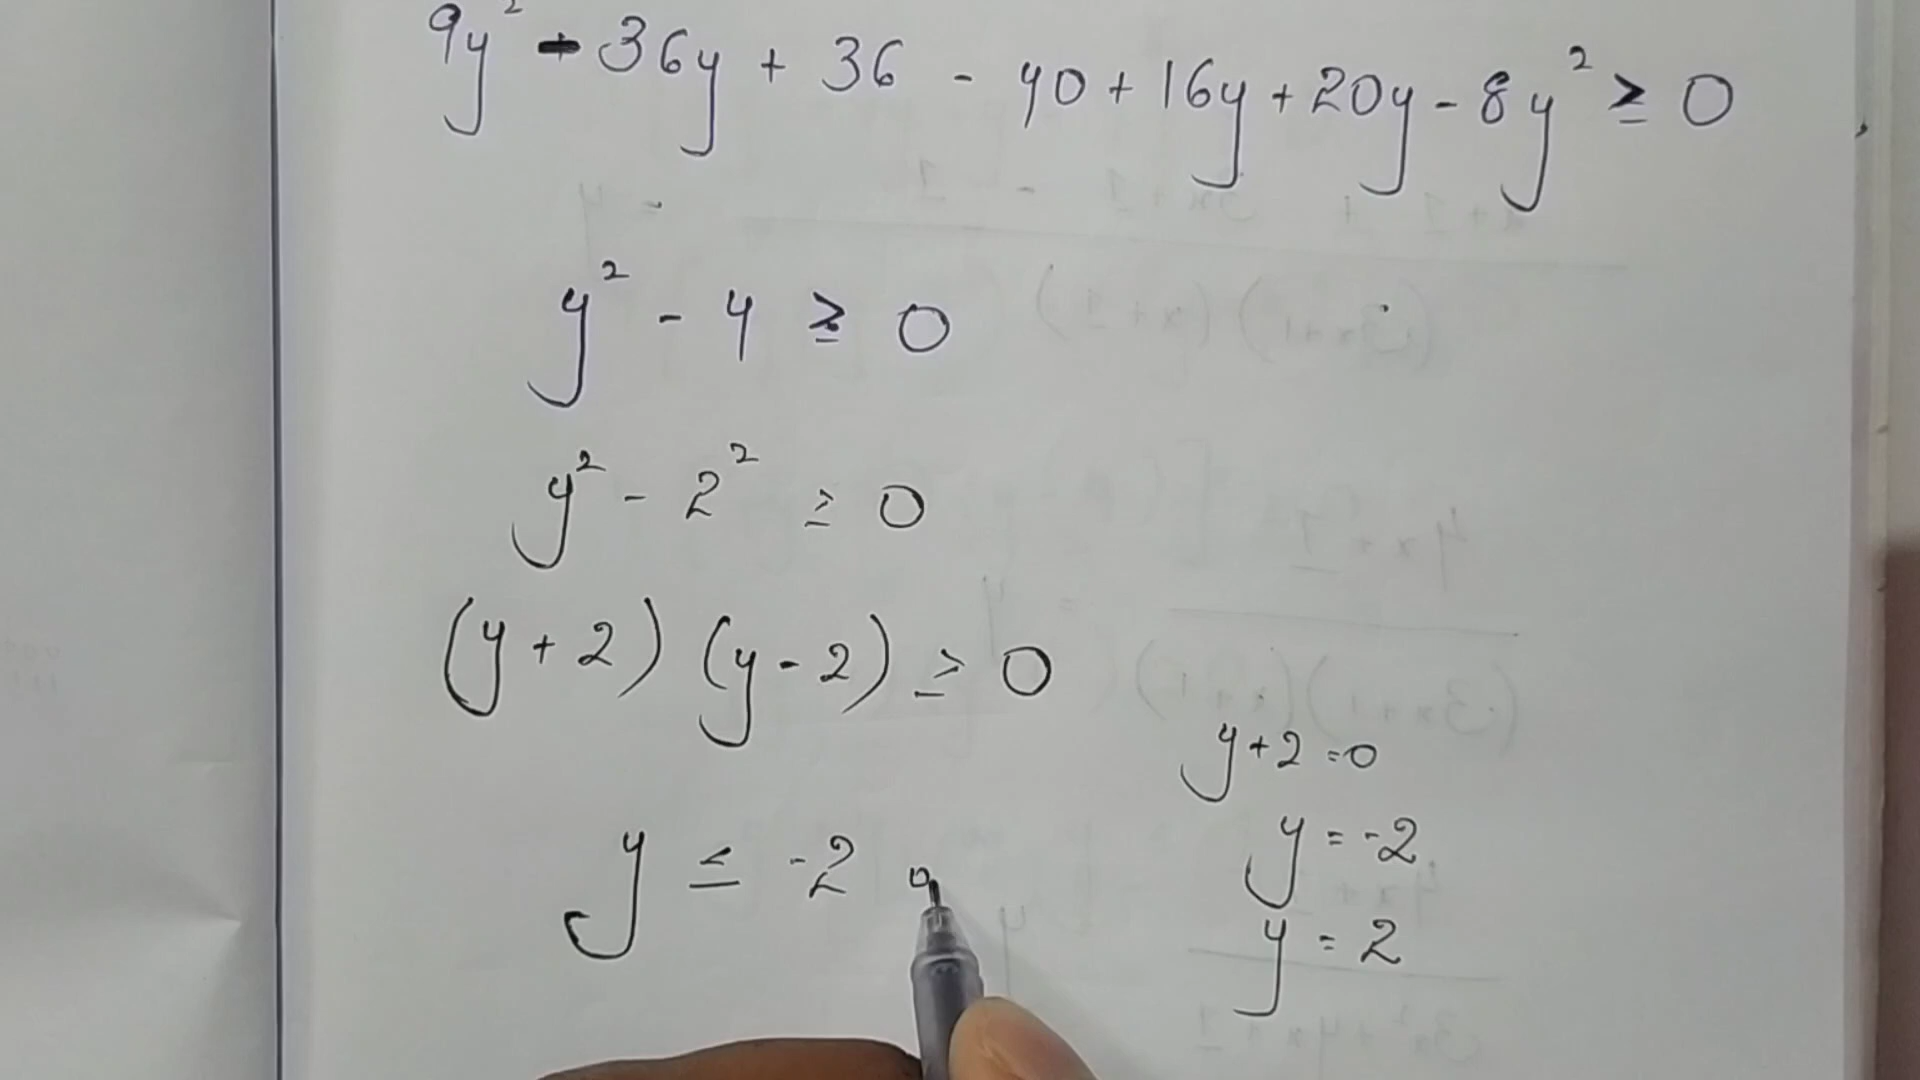 9y² - 36y + 36 - 40 + 16y + 20y - 8y² ≥ 0
y² - 4 ≥ 0
y² - 2² ≥ 0
(y + 2) (y - 2) ≥ 0
y + 2 = 0
y = -2
y = 2
y ≤ -2